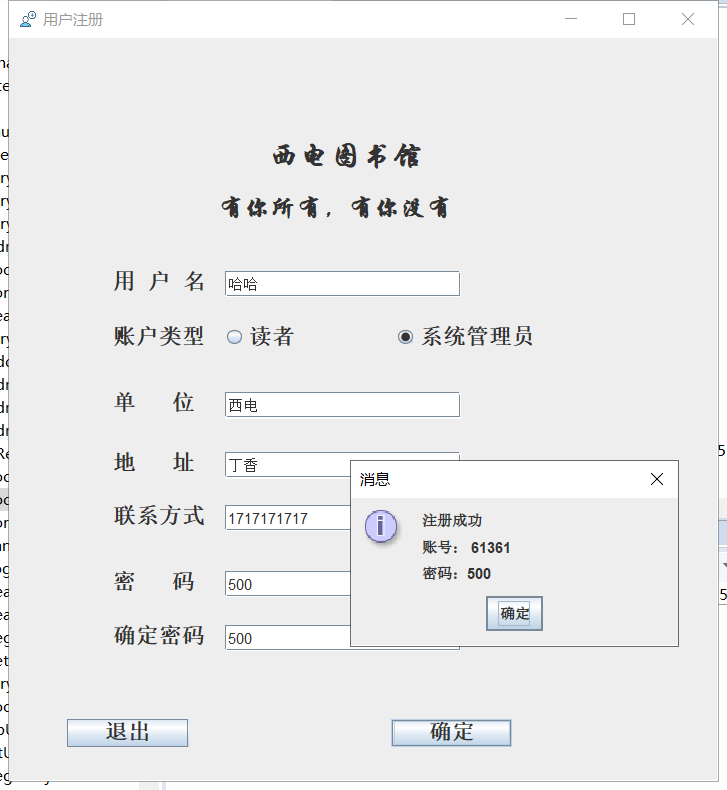 用户注册
西电图书馆
有你所有，有你没有
用 户 名 哈哈
账户类型 读者 系统管理员
单 位 西电
地 址 丁香
联系方式 1717171717
密 码 500
确定密码 500
消息
注册成功
账号： 61361
密码：500
确定
退出 确定